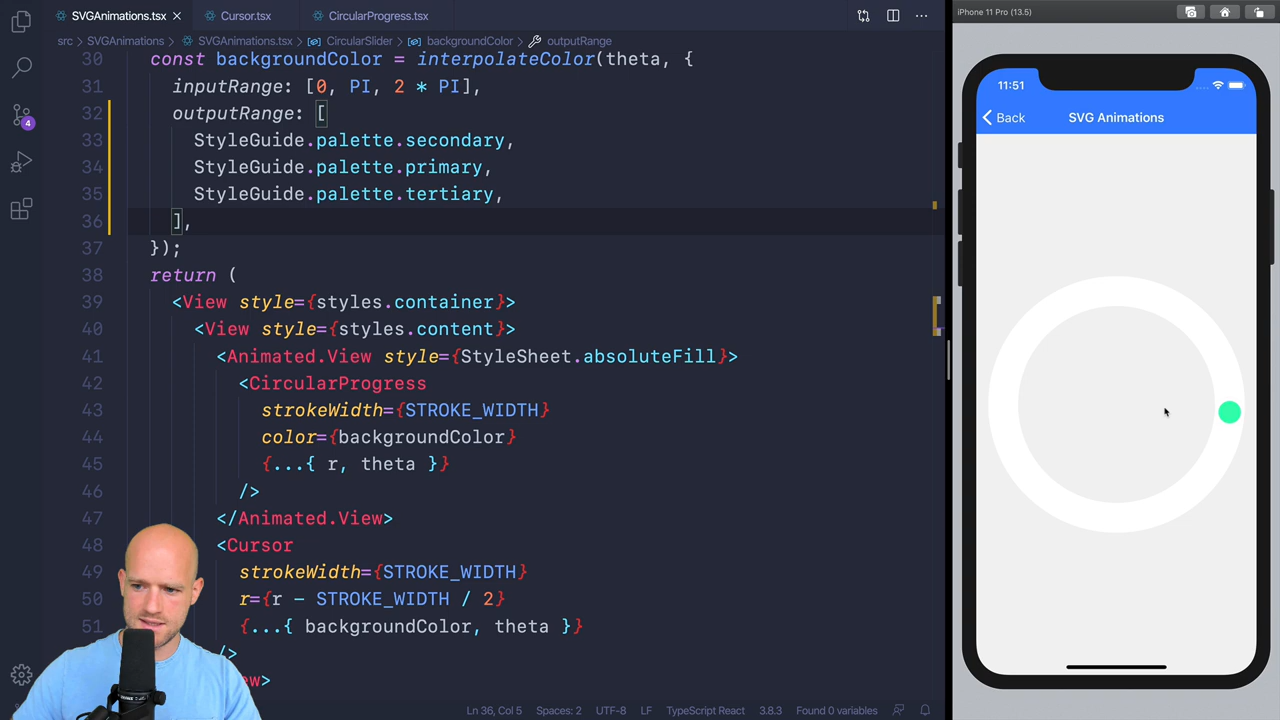 SVGAnimations.tsx
Cursor.tsx
CircularProgress.tsx
src > SVGAnimations > SVGAnimations.tsx > CircularSlider > backgroundColor > outputRange
30 const backgroundColor = interpolateColor(theta, {
31 inputRange: [0, PI, 2 * PI],
32 outputRange: [
33 StyleGuide.palette.secondary,
34 StyleGuide.palette.primary,
35 StyleGuide.palette.tertiary,
36 ],
37 });
38 return (
39 <View style={styles.container}>
40 <View style={styles.content}>
41 <Animated.View style={StyleSheet.absoluteFill}>
42 <CircularProgress
43 strokeWidth={STROKE_WIDTH}
44 color={backgroundColor}
45 {...{ r, theta }}
46 />
47 </Animated.View>
48 <Cursor
49 strokeWidth={STROKE_WIDTH}
50 r={r - STROKE_WIDTH / 2}
51 {...{ backgroundColor, theta }}
/>
ew>
4
Ln 36, Col 5
Spaces: 2
UTF-8
LF
TypeScript React
3.8.3
Found 0 variables
iPhone 11 Pro (13.5)
11:51
Back
SVG Animations